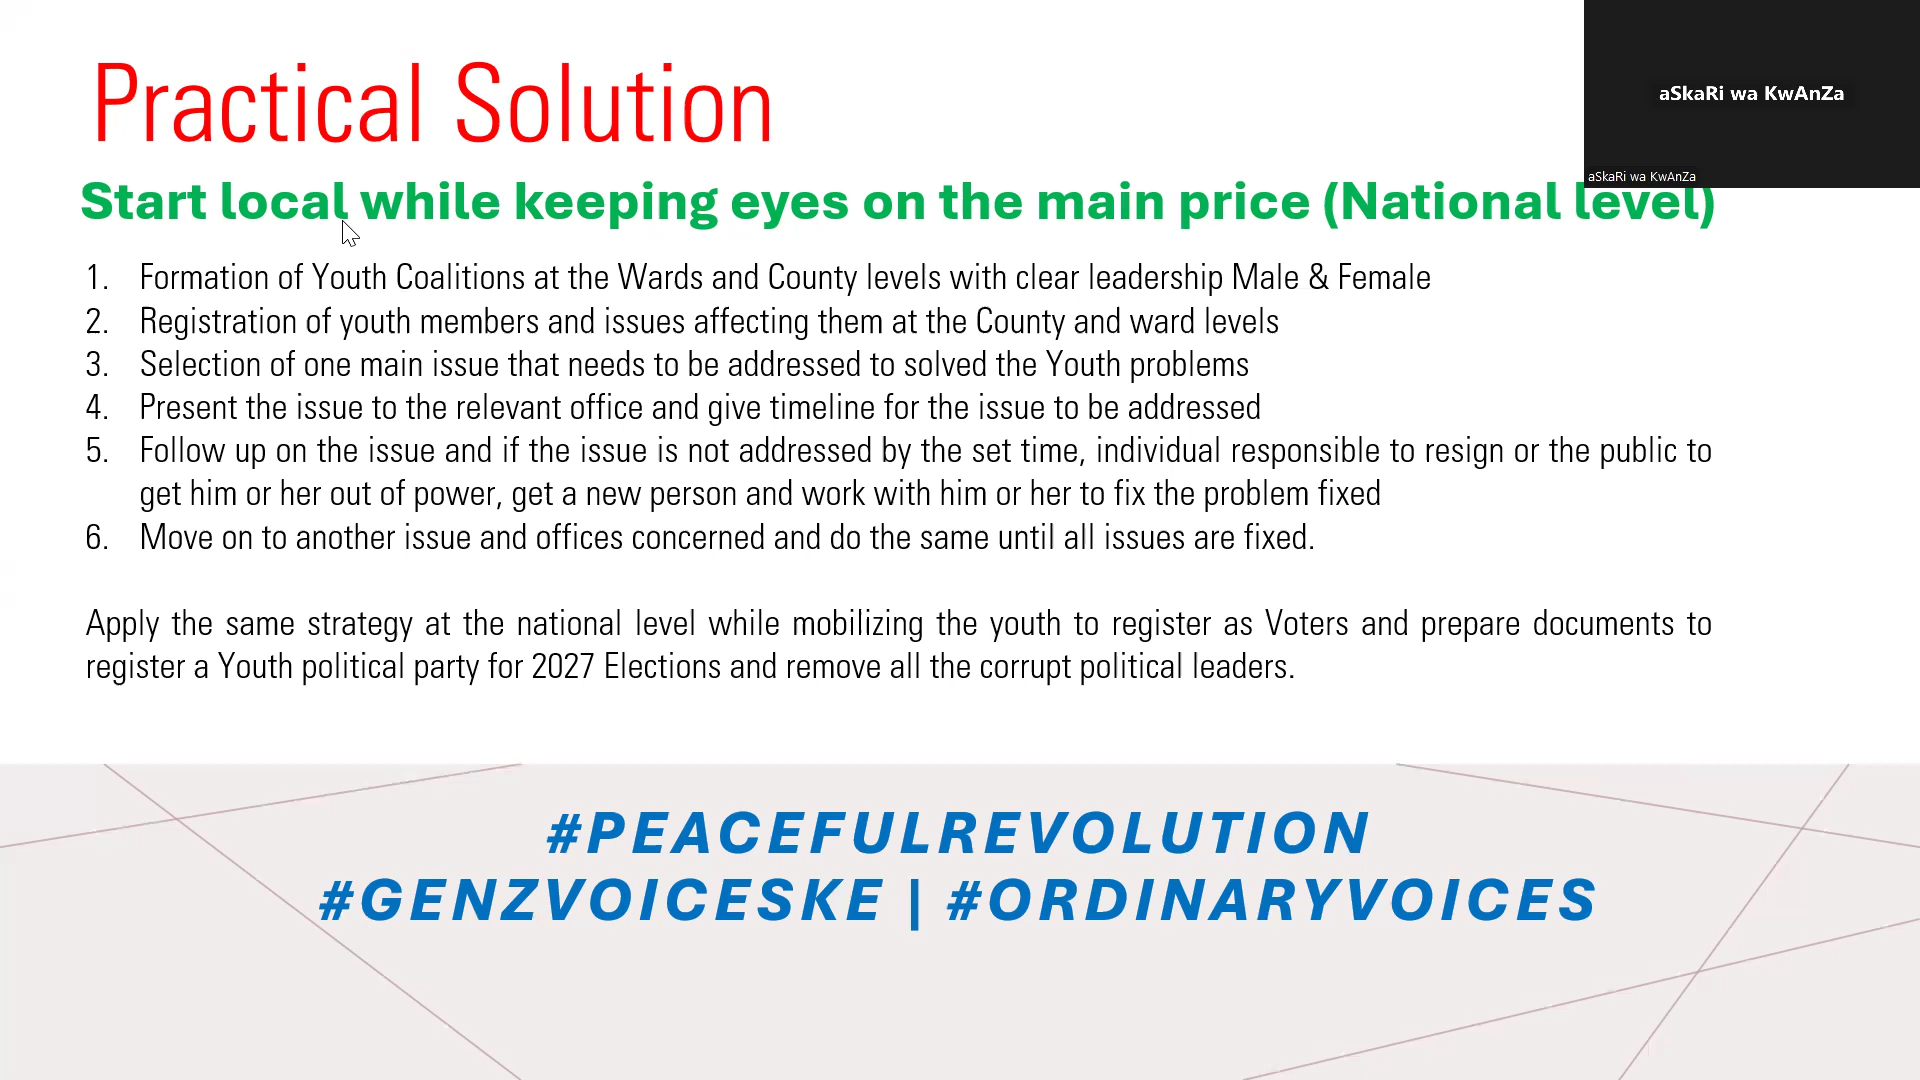 Practical Solution
aSkaRi wa KwAnZa
aSkaRi wa KwAnZa
Start local while keeping eyes on the main price (National level)
1. Formation of Youth Coalitions at the Wards and County levels with clear leadership Male & Female
2. Registration of youth members and issues affecting them at the County and ward levels
3. Selection of one main issue that needs to be addressed to solved the Youth problems
4. Present the issue to the relevant office and give timeline for the issue to be addressed
5. Follow up on the issue and if the issue is not addressed by the set time, individual responsible to resign or the public to
get him or her out of power, get a new person and work with him or her to fix the problem fixed
6. Move on to another issue and offices concerned and do the same until all issues are fixed.
Apply the same strategy at the national level while mobilizing the youth to register as Voters and prepare documents to
register a Youth political party for 2027 Elections and remove all the corrupt political leaders.
#PEACEFULREVOLUTION
#GENZVOICESKE | #ORDINARYVOICES